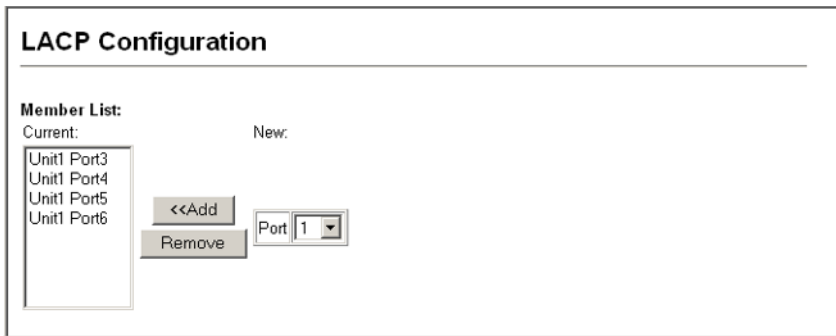 LACP Configuration
Member List:
Current:
New:
Unit1 Port3
Unit1 Port4
Unit1 Port5
Unit1 Port6
<<Add
Remove
Port 1